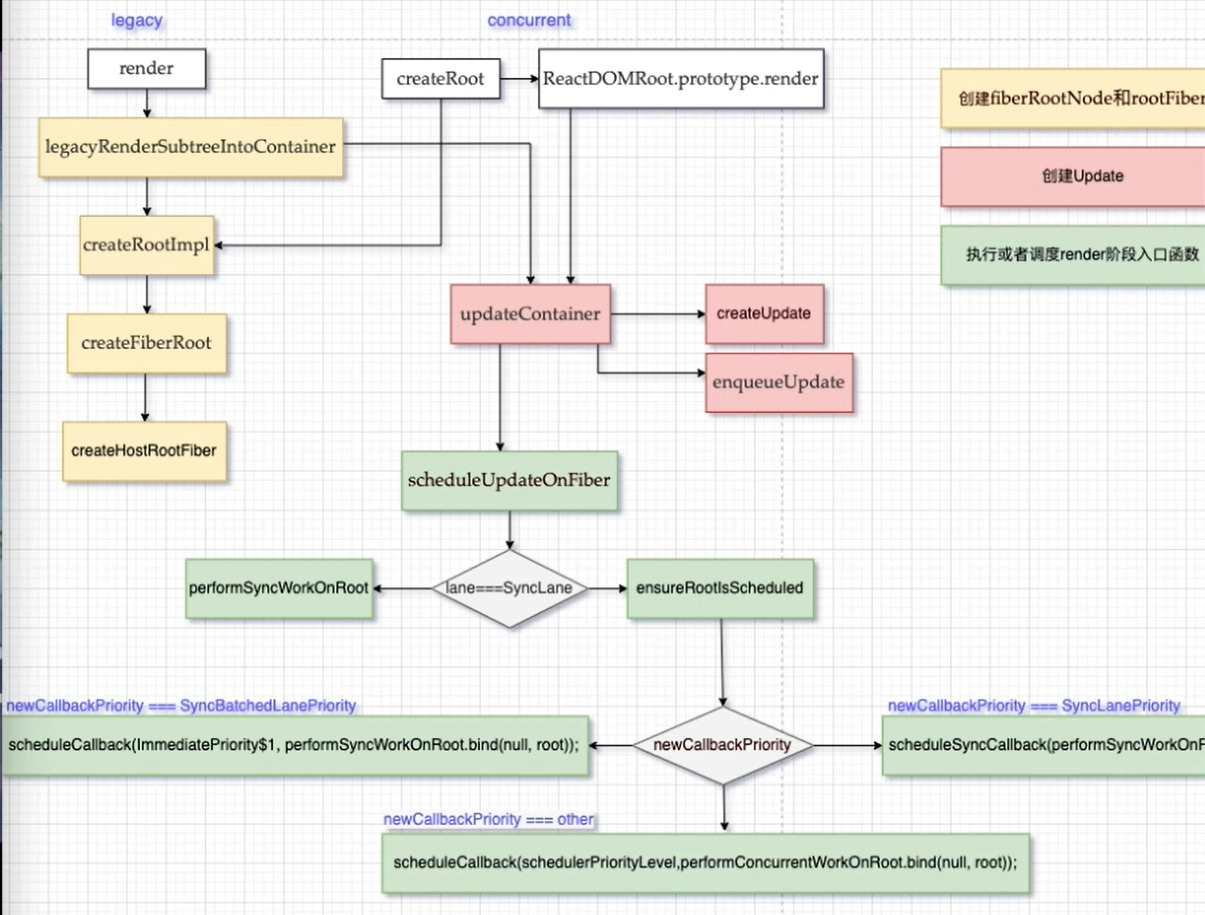 legacy
concurrent
render
createRoot
ReactDOMRoot.prototype.render
创建fiberRootNode和rootFiber
legacyRenderSubtreeIntoContainer
创建Update
createRootImpl
执行或者调度render阶段入口函数
updateContainer
createUpdate
createFiberRoot
enqueueUpdate
createHostRootFiber
scheduleUpdateOnFiber
performSyncWorkOnRoot
lane===SyncLane
ensureRootIsScheduled
newCallbackPriority === SyncBatchedLanePriority
newCallbackPriority === SyncLanePriority
scheduleCallback(ImmediatePriority$1, performSyncWorkOnRoot.bind(null, root));
newCallbackPriority
scheduleSyncCallback(performSyncWorkOn
newCallbackPriority === other
scheduleCallback(schedulerPriorityLevel,performConcurrentWorkOnRoot.bind(null, root));